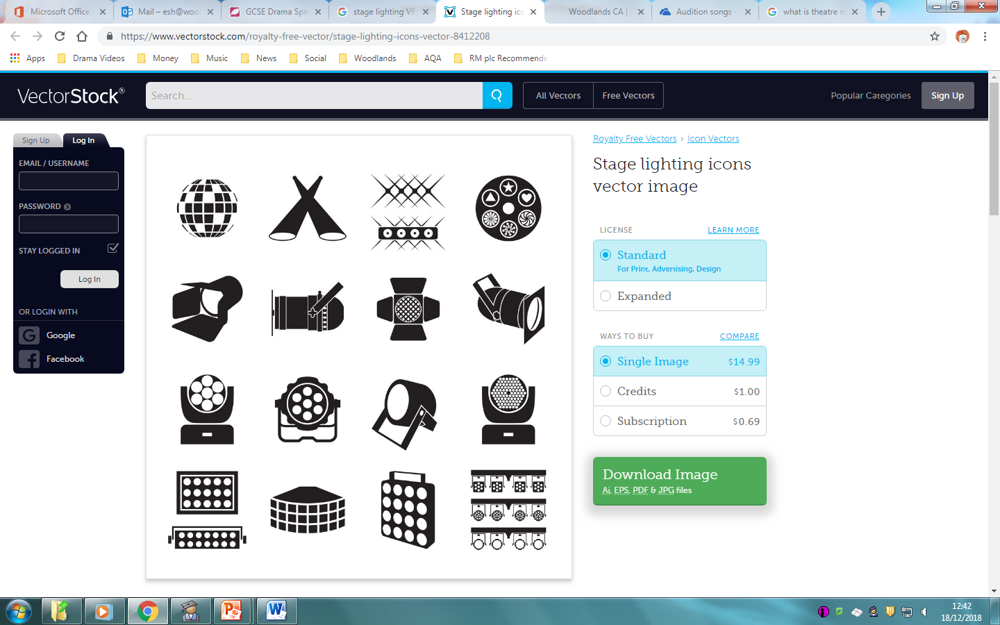 Microsoft Office
Mail – esh@woo
GCSE Drama Spe
stage lighting VE
Stage lighting ico
Woodlands CA |
Audition songs -
what is theatre s
https://www.vectorstock.com/royalty-free-vector/stage-lighting-icons-vector-8412208
Apps
Drama Videos
Money
Music
News
Social
Woodlands
AQA
RM plc Recommende
VectorStock®
Search...
All Vectors
Free Vectors
Popular Categories
Sign Up
Sign Up
Log In
EMAIL / USERNAME
PASSWORD
STAY LOGGED IN
Log In
OR LOGIN WITH
Google
Facebook
Royalty Free Vectors › Icon Vectors
Stage lighting icons
vector image
LICENSE
LEARN MORE
Standard
For Print, Advertising, Design
Expanded
WAYS TO BUY
COMPARE
Single Image $14.99
Credits $1.00
Subscription $0.69
Download Image
Ai, EPS, PDF & JPG files
12:42
18/12/2018